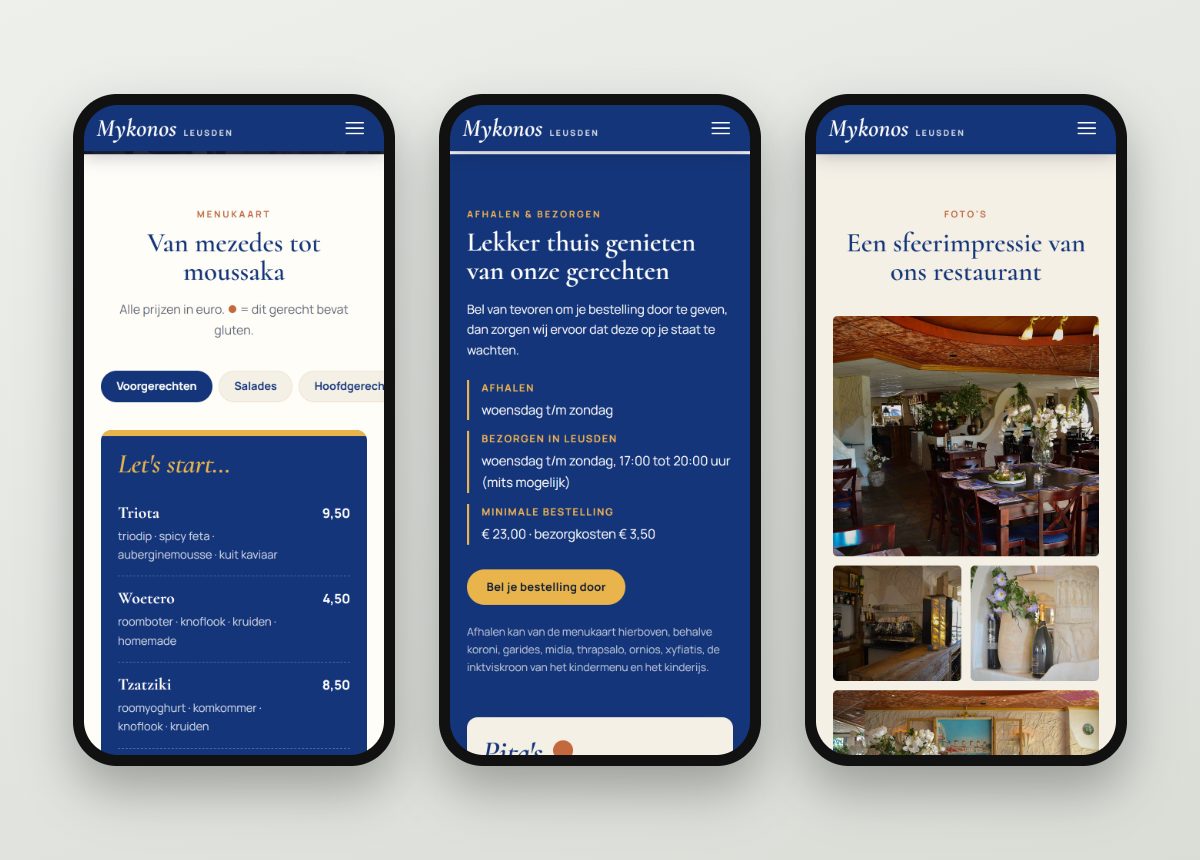 Mykonos LEUSDEN
MENUKAART
Van mezedes tot
moussaka
Alle prijzen in euro. = dit gerecht bevat
gluten.
Voorgerechten Salades Hoofdgerech
Let's start...
Triota 9,50
triodip · spicy feta ·
auberginemousse · kuit kaviaar
Woetero 4,50
roomboter · knoflook · kruiden ·
homemade
Tzatziki 8,50
roomyoghurt · komkommer ·
knoflook · kruiden
Mykonos LEUSDEN
AFHALEN & BEZORGEN
Lekker thuis genieten
van onze gerechten
Bel van tevoren om je bestelling door te geven,
dan zorgen wij ervoor dat deze op je staat te
wachten.
AFHALEN
woensdag t/m zondag
BEZORGEN IN LEUSDEN
woensdag t/m zondag, 17:00 tot 20:00 uur
(mits mogelijk)
MINIMALE BESTELLING
€ 23,00 · bezorgkosten € 3,50
Bel je bestelling door
Afhalen kan van de menukaart hierboven, behalve
koroni, garides, midia, thrapsalo, ornios, xyfiatis, de
inktviskroon van het kindermenu en het kinderijs.
Pita's
Mykonos LEUSDEN
FOTO'S
Een sfeerimpressie van
ons restaurant